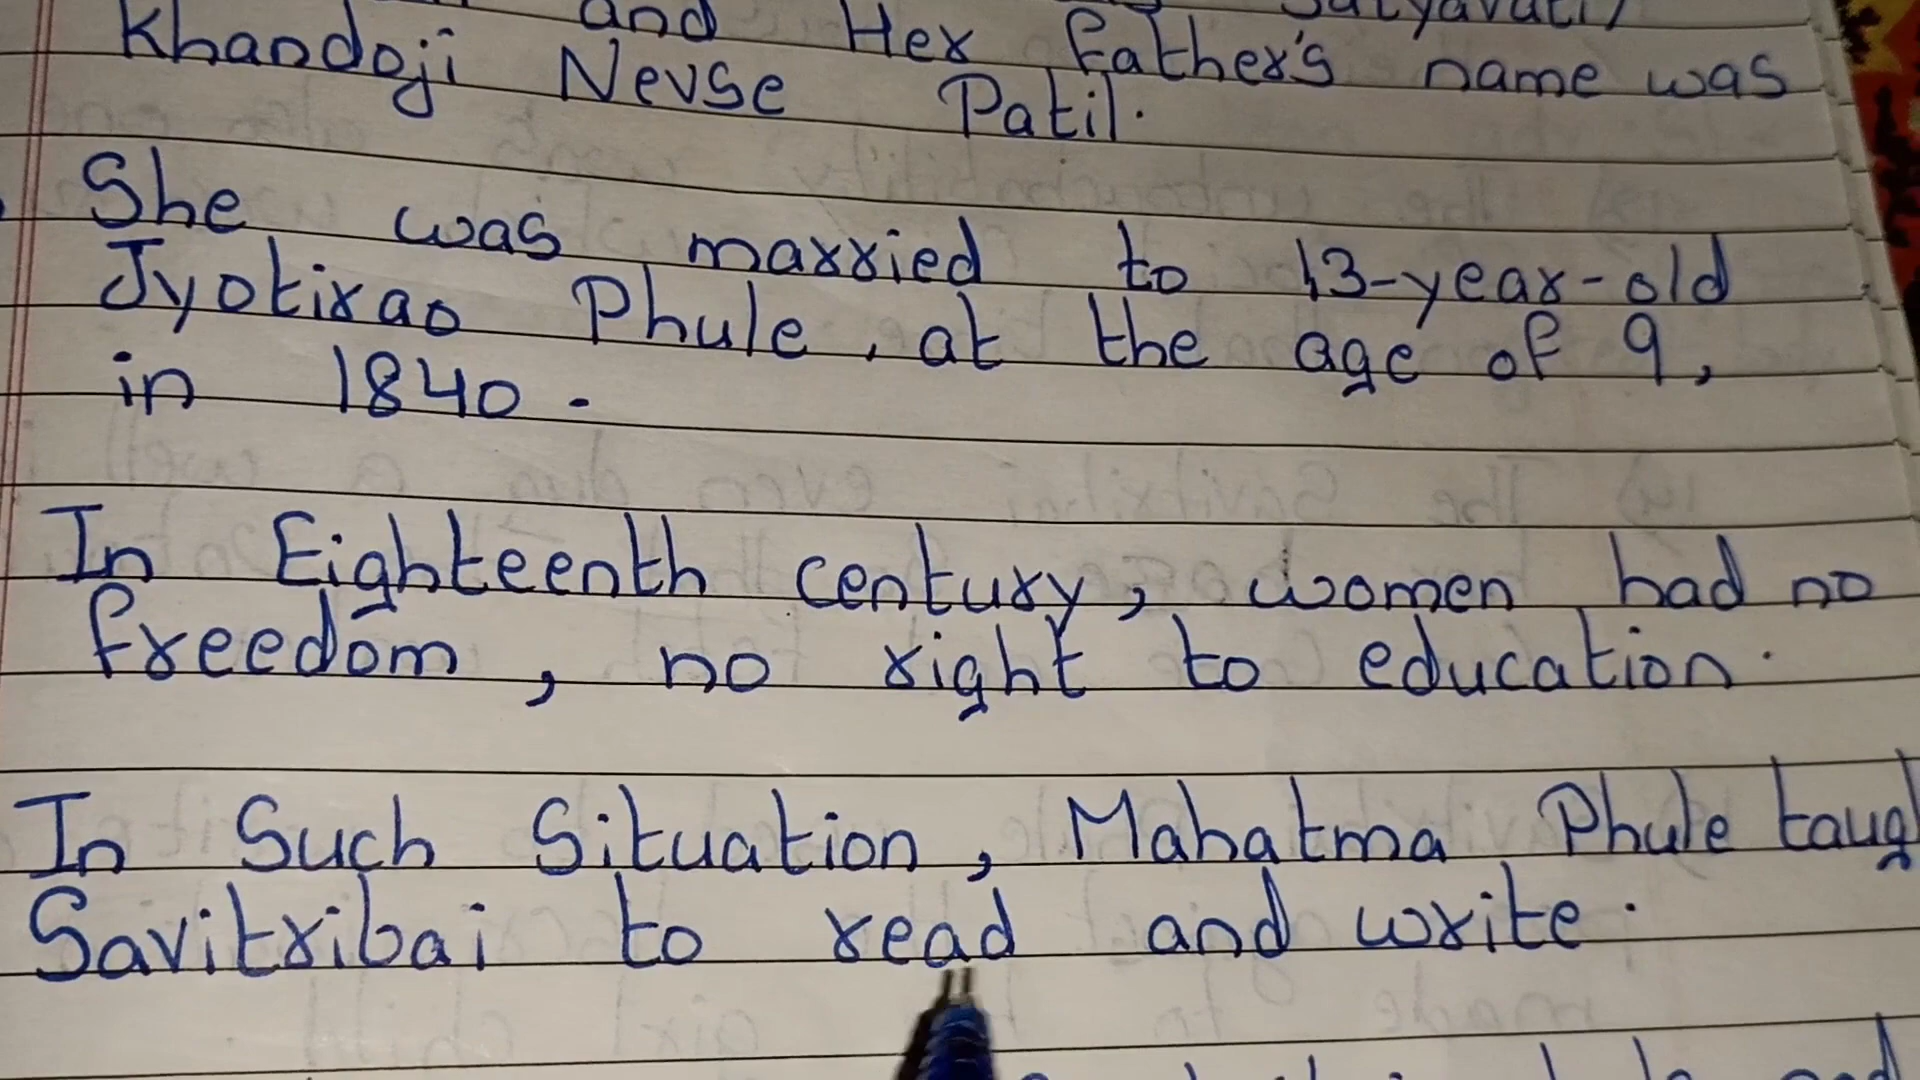 and Satyavati,
Khandoji Nevse Patil. Her father's name was
She was married to 13-year-old
Jyotirao Phule, at the age of 9,
in 1840.
In Eighteenth century, women had no
freedom, no right to education.
In Such Situation, Mahatma Phule taug
Savitribai to read and write.